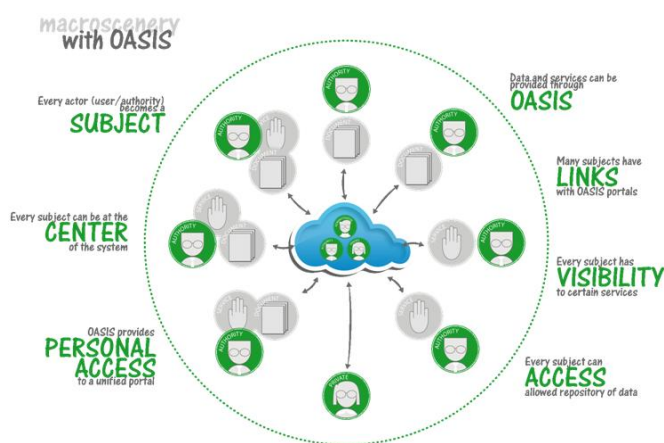 macroscenery
with OASIS
Every actor (user/authority)
becomes a
SUBJECT
Every subject can be at the
CENTER
of the system
OASIS provides
PERSONAL
ACCESS
to a unified portal
Data and services can be
provided through
OASIS
Many subjects have
LINKS
with OASIS portals
Every subject has
VISIBILITY
to certain services
Every subject can
ACCESS
allowed repository of data
AUTHORITY
AUTHORITY
AUTHORITY
AUTHORITY
AUTHORITY
AUTHORITY
AUTHORITY
PRIVATE